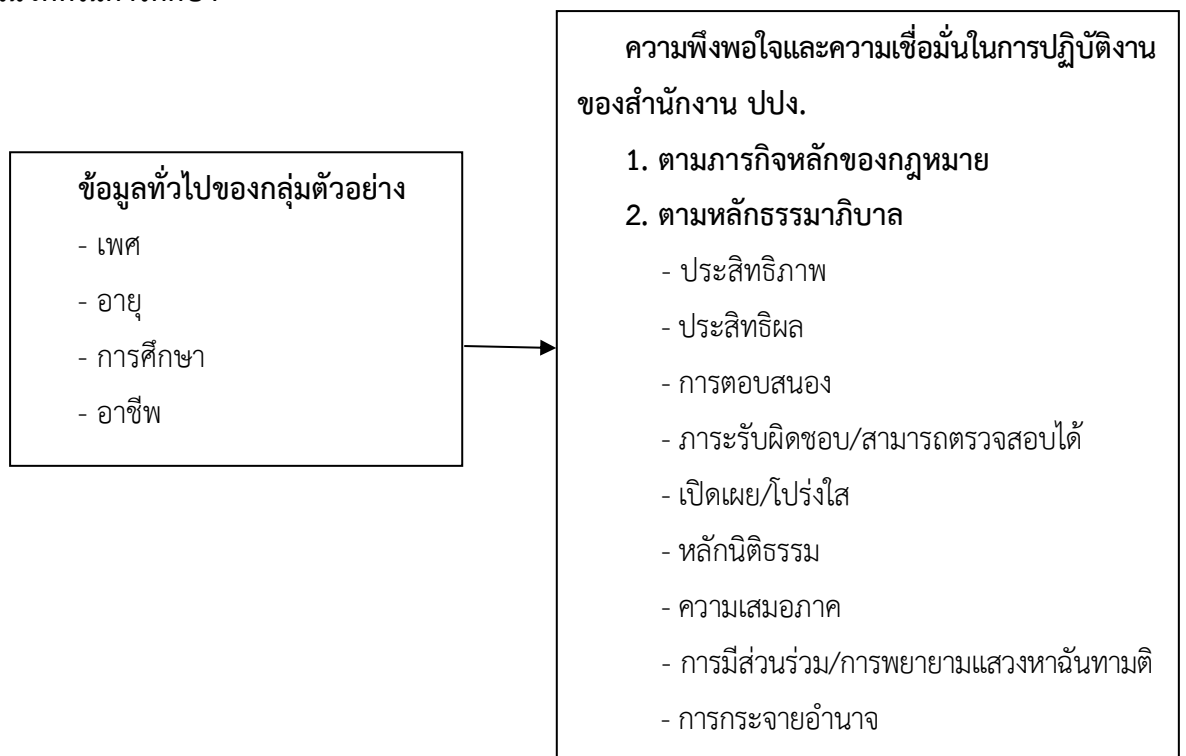 ข้อมูลทั่วไปของกลุ่มตัวอย่าง
- เพศ
- อายุ
- การศึกษา
- อาชีพ
ความพึงพอใจและความเชื่อมั่นในการปฏิบัติงาน
ของสำนักงาน ปปง.
1. ตามภารกิจหลักของกฎหมาย
2. ตามหลักธรรมาภิบาล
- ประสิทธิภาพ
- ประสิทธิผล
- การตอบสนอง
- ภาระรับผิดชอบ/สามารถตรวจสอบได้
- เปิดเผย/โปร่งใส
- หลักนิติธรรม
- ความเสมอภาค
- การมีส่วนร่วม/การพยายามแสวงหาฉันทามติ
- การกระจายอำนาจ